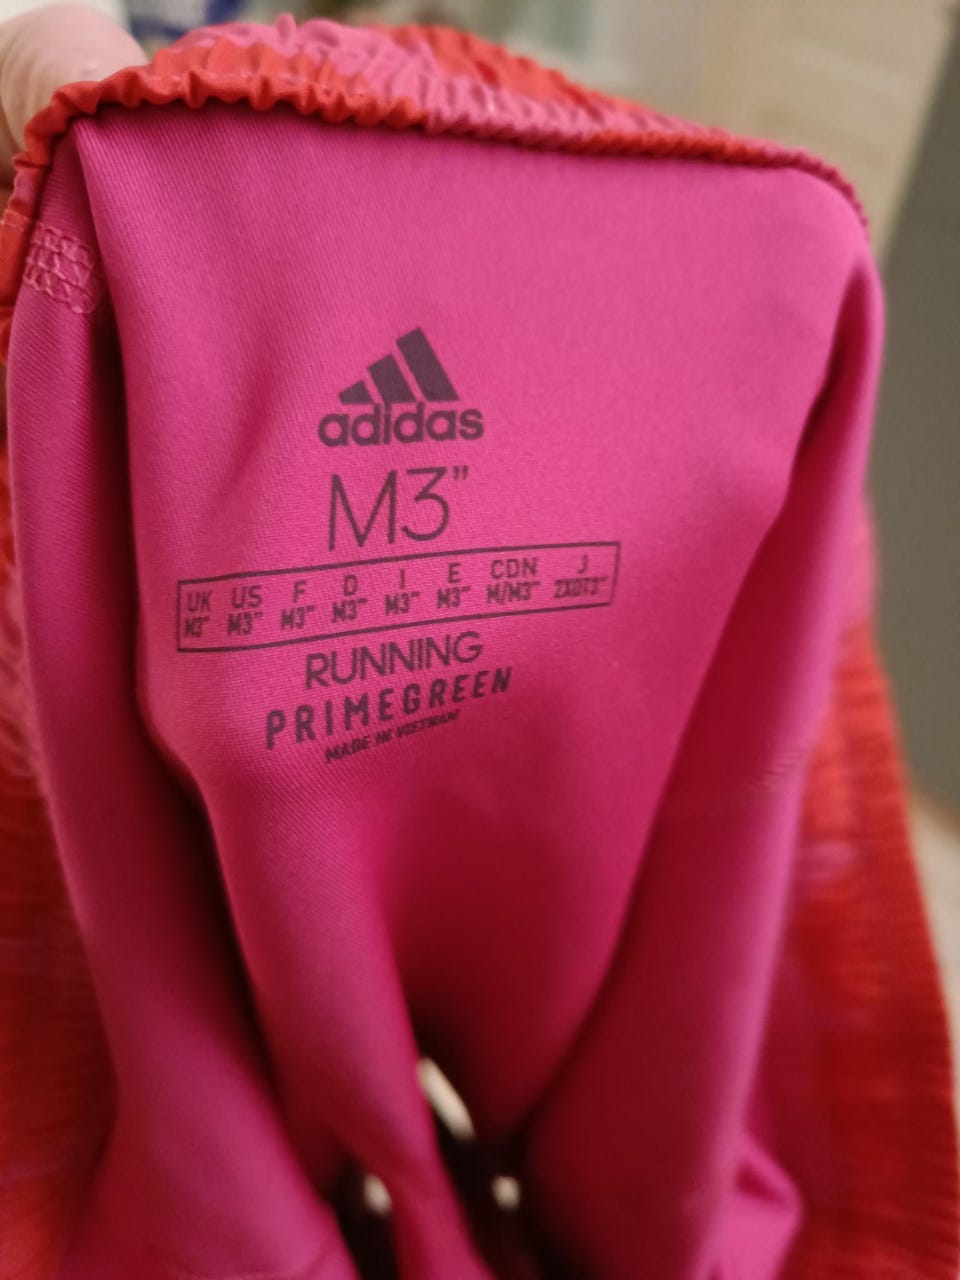 adidas
M3”
UK US F D I E CDN J
M3” M3” M3” M3” M3” M3” M/M3”
RUNNING
PRIMEGREEN
MADE IN VIETNAM